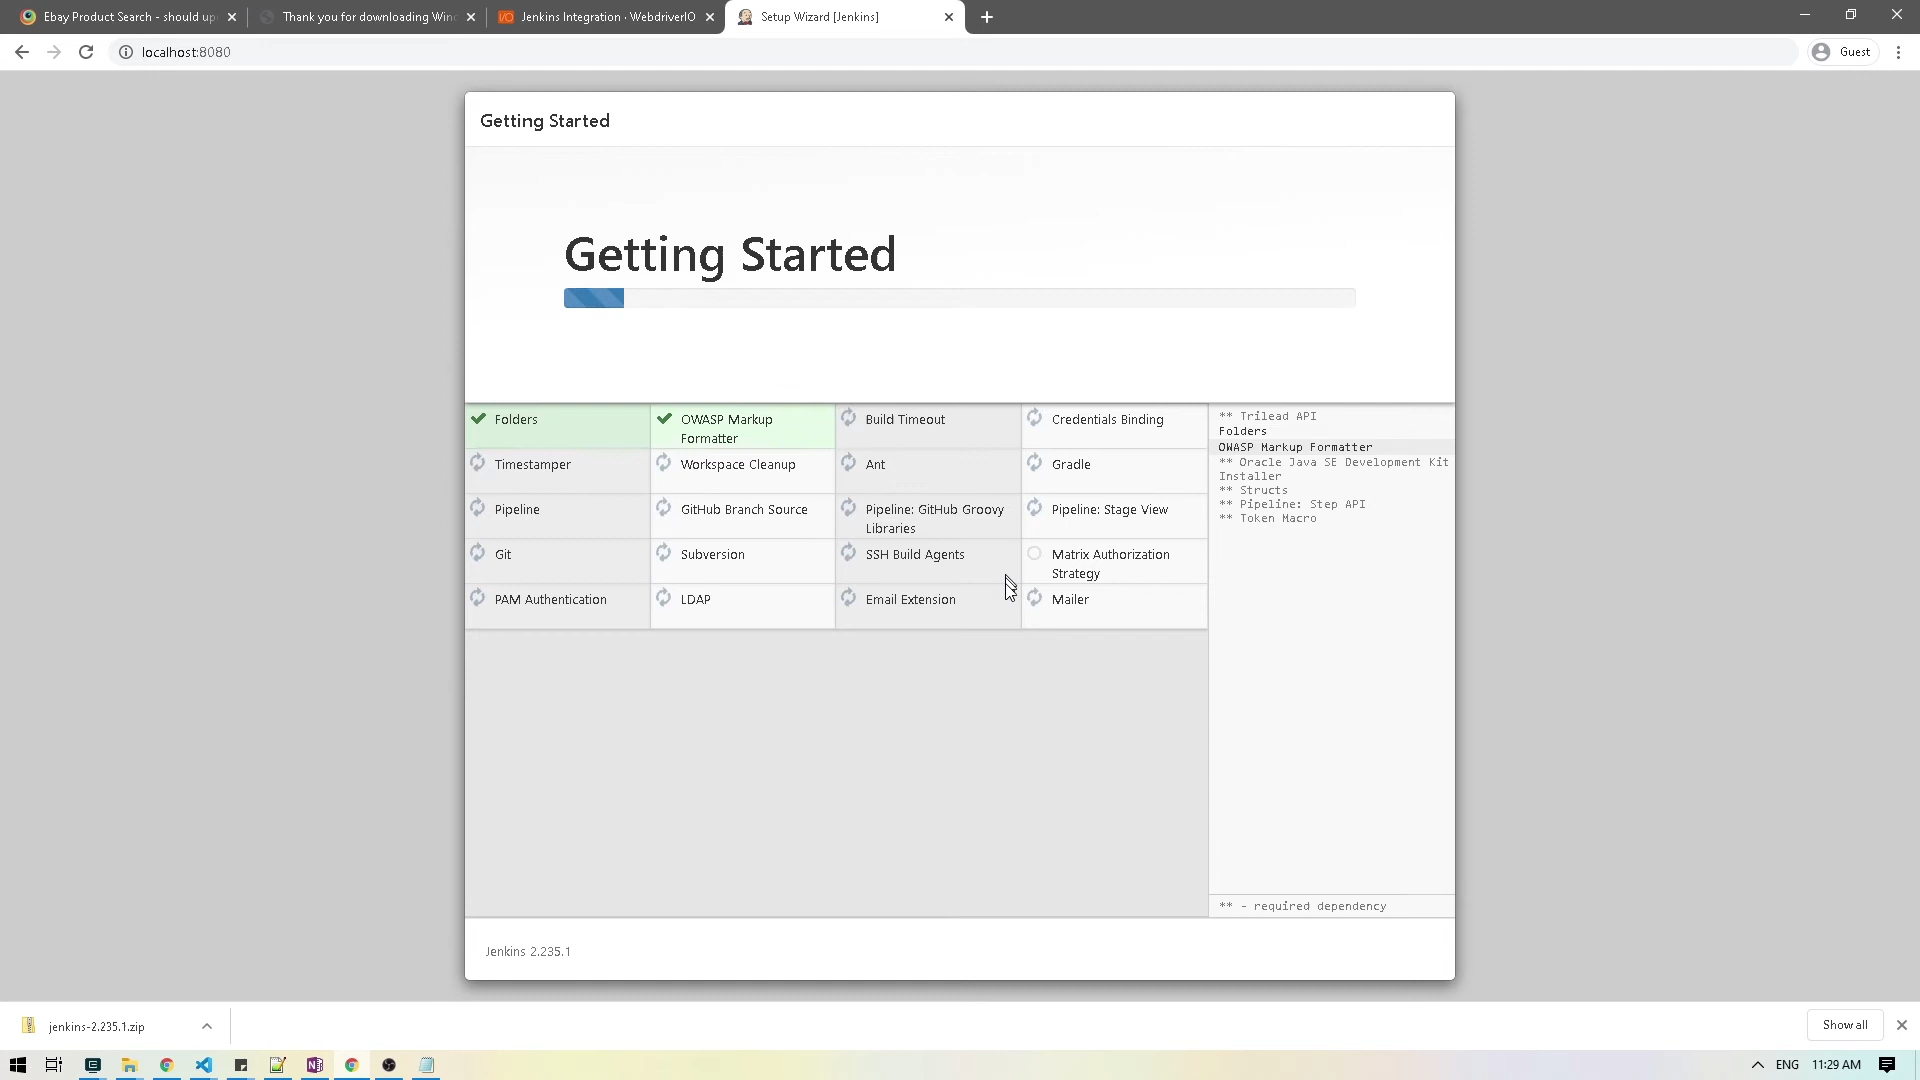 Ebay Product Search - should up
Thank you for downloading Winc
Jenkins Integration · WebdriverIO
Setup Wizard [Jenkins]
localhost:8080
Guest
Getting Started
Getting Started
Folders
OWASP Markup
Formatter
Build Timeout
Credentials Binding
Timestamper
Workspace Cleanup
Ant
Gradle
Pipeline
GitHub Branch Source
Pipeline: GitHub Groovy
Libraries
Pipeline: Stage View
Git
Subversion
SSH Build Agents
Matrix Authorization
Strategy
PAM Authentication
LDAP
Email Extension
Mailer
** Trilead API
Folders
OWASP Markup Formatter
** Oracle Java SE Development Kit
Installer
** Structs
** Pipeline: Step API
** Token Macro
** - required dependency
Jenkins 2.235.1
jenkins-2.235.1.zip
Show all
ENG
11:29 AM